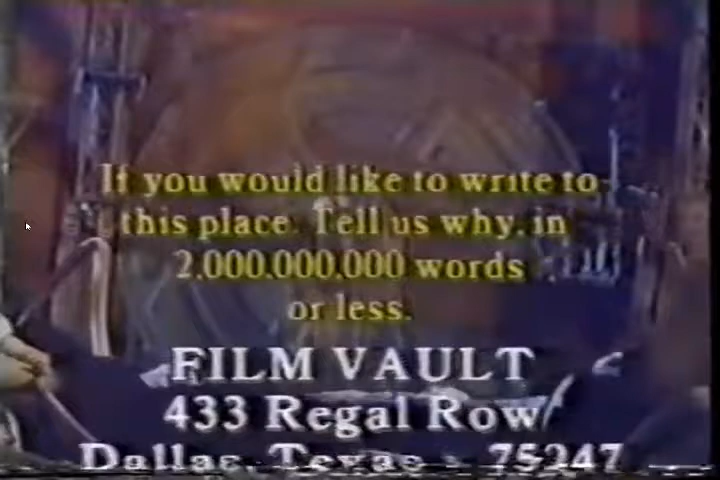 If you would like to write to
this place. Tell us why, in
2,000,000,000 words
or less.
FILM VAULT
433 Regal Row
Dallas, Texas - 75247